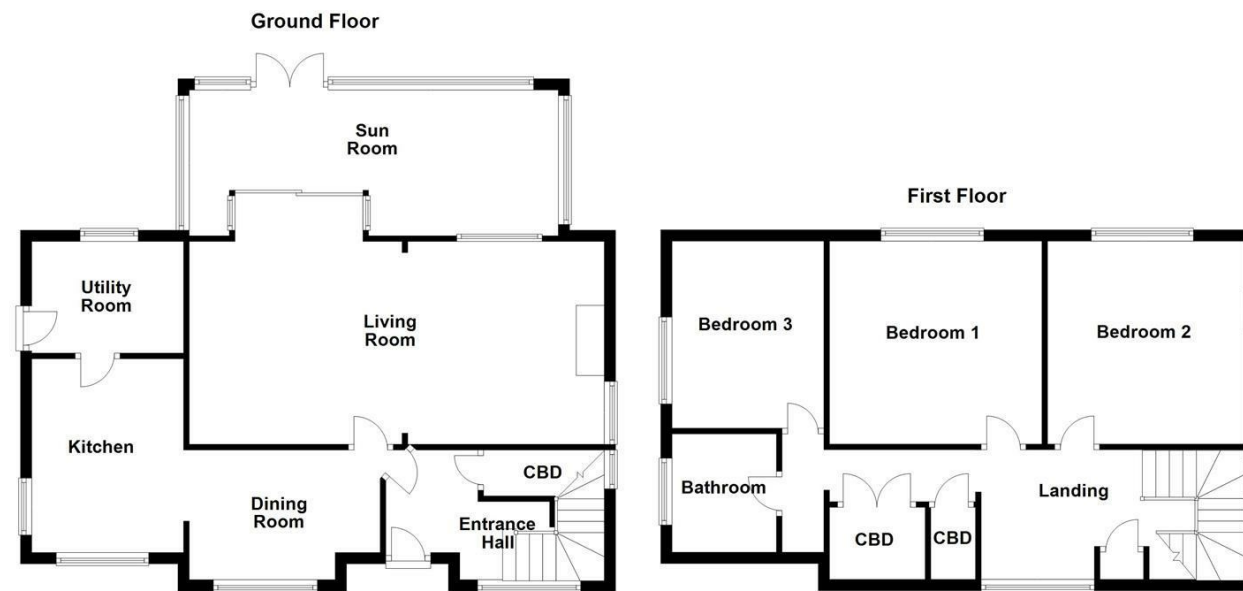 Ground Floor
Sun
Room
Utility
Room
Living
Room
Kitchen
Dining
Room
CBD
Entrance
Hall
First Floor
Bedroom 3
Bedroom 1
Bedroom 2
Bathroom
Landing
CBD
CBD